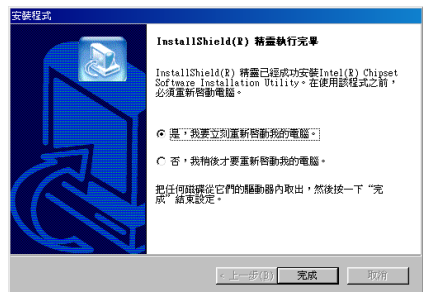 安裝程式
InstallShield(R) 精靈執行完畢
InstallShield(R) 精靈已經成功安裝Intel(R) Chipset
Software Installation Utility。在使用該程式之前，
必須重新啟動電腦。
是，我要立刻重新啟動我的電腦。
否，我稍後才要重新啟動我的電腦。
把任何磁碟從它們的驅動器內取出，然後按一下“完
成”結束設定。
< 上一步(B)
完成
取消